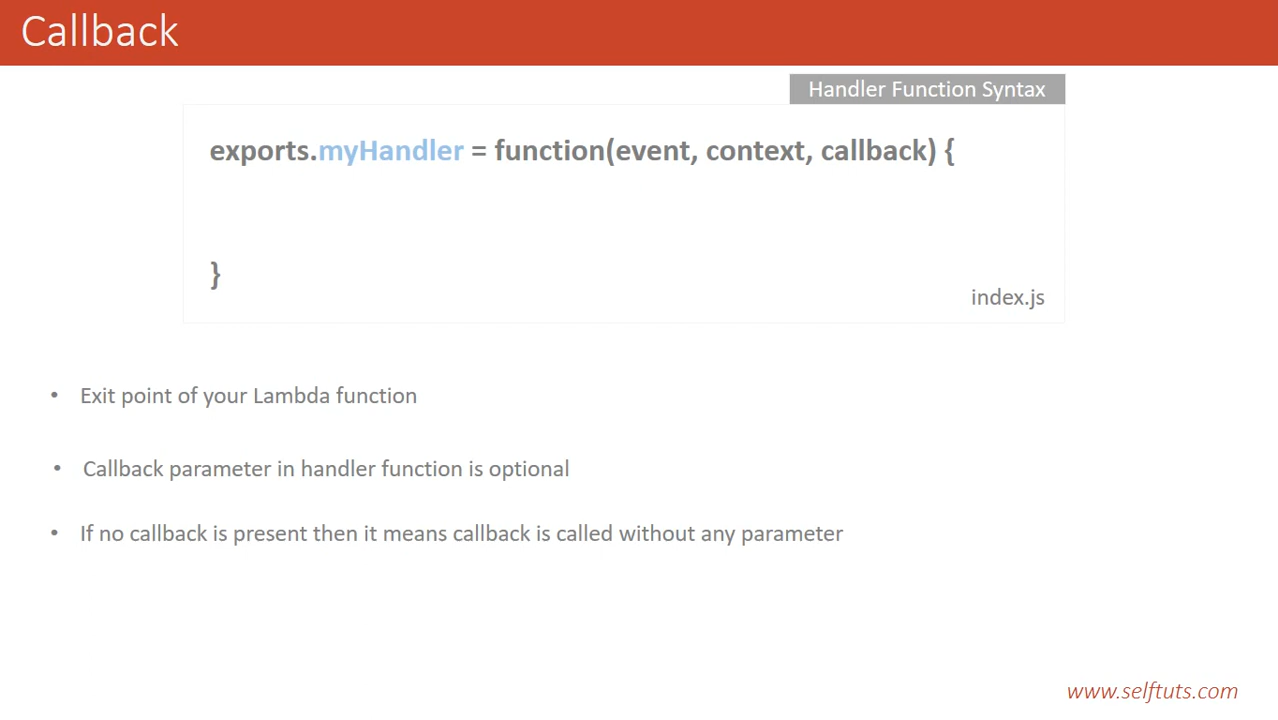 Callback
Handler Function Syntax
exports.myHandler = function(event, context, callback) {
}
index.js
• Exit point of your Lambda function
• Callback parameter in handler function is optional
• If no callback is present then it means callback is called without any parameter
www.selftuts.com